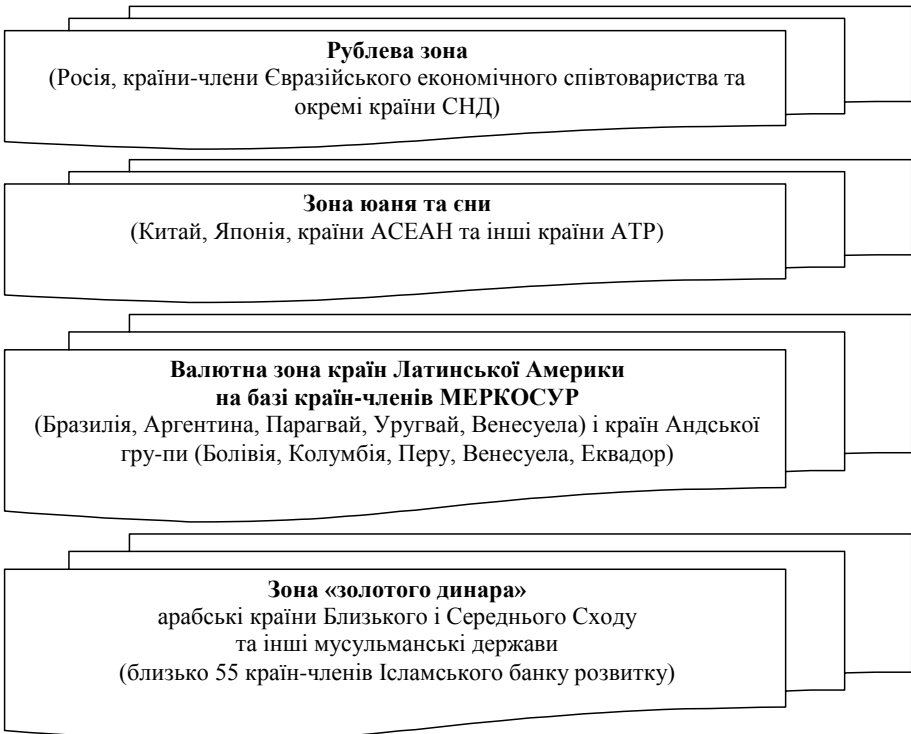 Рублева зона
(Росія, країни-члени Євразійського економічного співтовариства та
окремі країни СНД)
Зона юаня та єни
(Китай, Японія, країни АСЕАН та інші країни АТР)
Валютна зона країн Латинської Америки
на базі країн-членів МЕРКОСУР
(Бразилія, Аргентина, Парагвай, Уругвай, Венесуела) і країн Андської
гру-пи (Болівія, Колумбія, Перу, Венесуела, Еквадор)
Зона «золотого динара»
арабські країни Близького і Середнього Сходу
та інші мусульманські держави
(близько 55 країн-членів Ісламського банку розвитку)